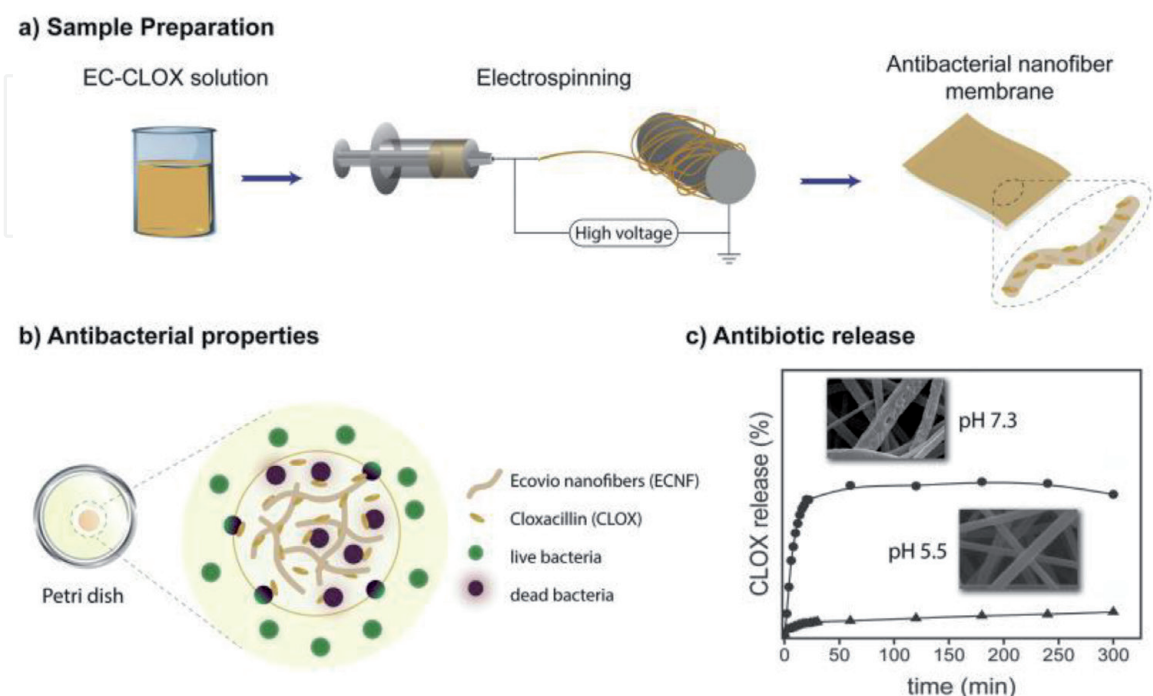 a) Sample Preparation
EC-CLOX solution
Electrospinning
Antibacterial nanofiber
membrane
High voltage
b) Antibacterial properties
Petri dish
Ecovio nanofibers (ECNF)
Cloxacillin (CLOX)
live bacteria
dead bacteria
c) Antibiotic release
CLOX release (%)
pH 7.3
pH 5.5
0 50 100 150 200 250 300
time (min)